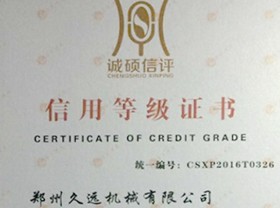 诚硕信评
CHENGSHUO XINPING
信用等级证书
CERTIFICATE OF CREDIT GRADE
统一编号：CSXP2016T0326
郑州久远机械有限公司